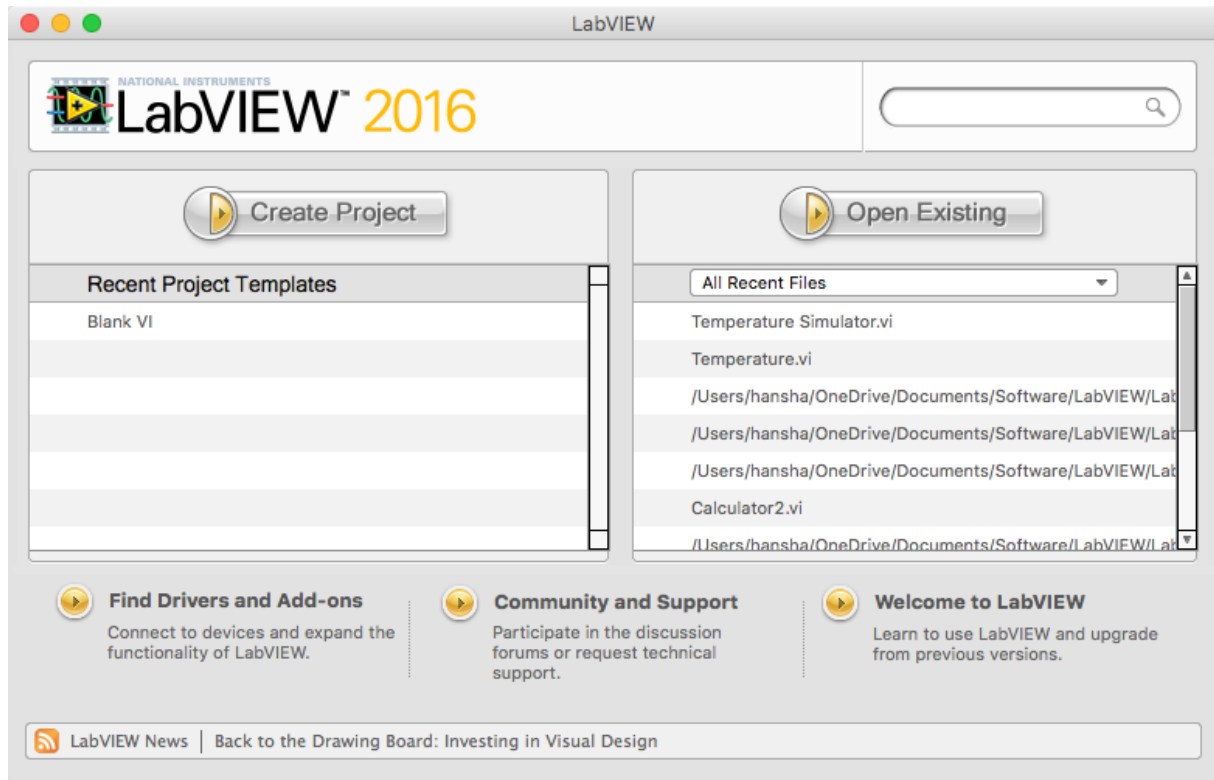 LabVIEW
NATIONAL INSTRUMENTS
LabVIEW™ 2016
Create Project
Recent Project Templates
Blank VI
Open Existing
All Recent Files
Temperature Simulator.vi
Temperature.vi
/Users/hansha/OneDrive/Documents/Software/LabVIEW/Lab
/Users/hansha/OneDrive/Documents/Software/LabVIEW/Lab
/Users/hansha/OneDrive/Documents/Software/LabVIEW/Lab
Calculator2.vi
/Users/hansha/OneDrive/Documents/Software/LabVIEW/Lab
Find Drivers and Add-ons
Connect to devices and expand the
functionality of LabVIEW.
Community and Support
Participate in the discussion
forums or request technical
support.
Welcome to LabVIEW
Learn to use LabVIEW and upgrade
from previous versions.
LabVIEW News | Back to the Drawing Board: Investing in Visual Design